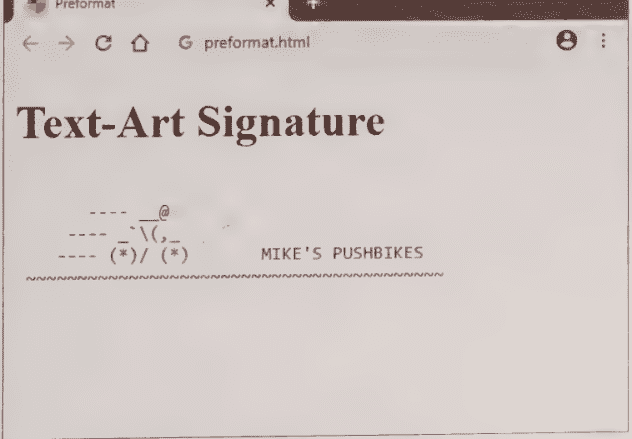 Preformat
preformat.html
Text-Art Signature
---- __@
---- _`\(,_
---- (*)/ (*)       MIKE'S PUSHBIKES
~~~~~~~~~~~~~~~~~~~~~~~~~~~~~~~~~~~~~~~~